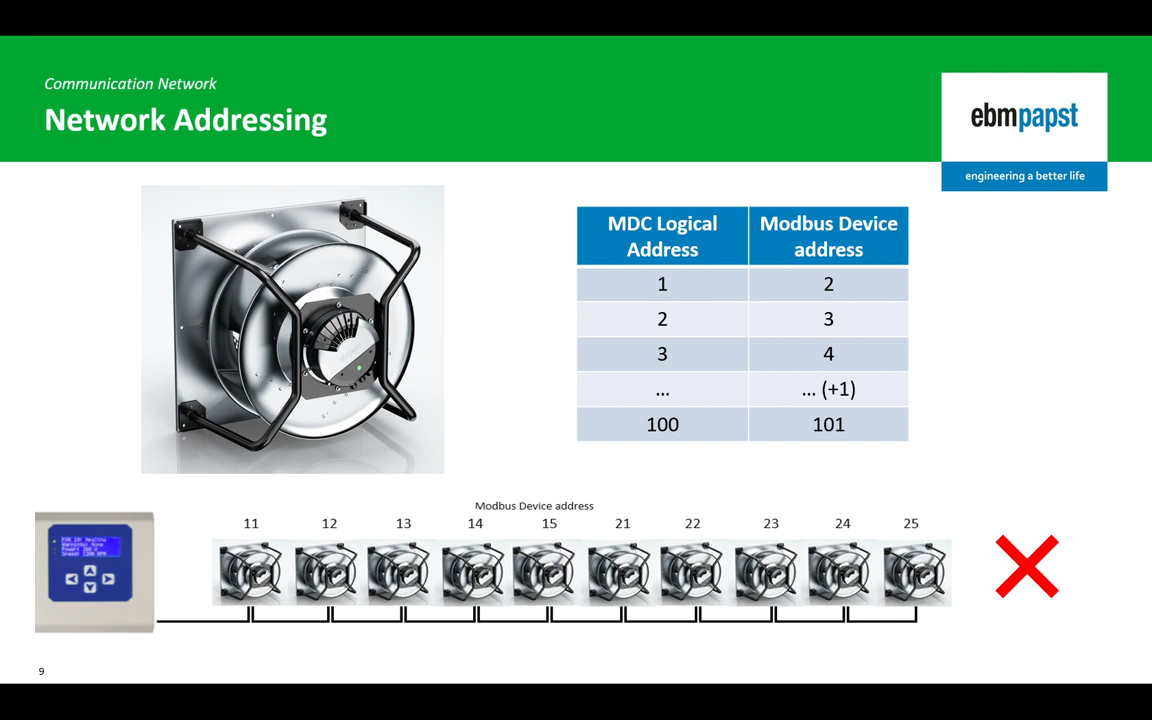 Communication Network
Network Addressing
ebmpapst
engineering a better life
MDC Logical Address
Modbus Device address
1 2
2 3
3 4
... ... (+1)
100 101
Modbus Device address
11 12 13 14 15 21 22 23 24 25
9